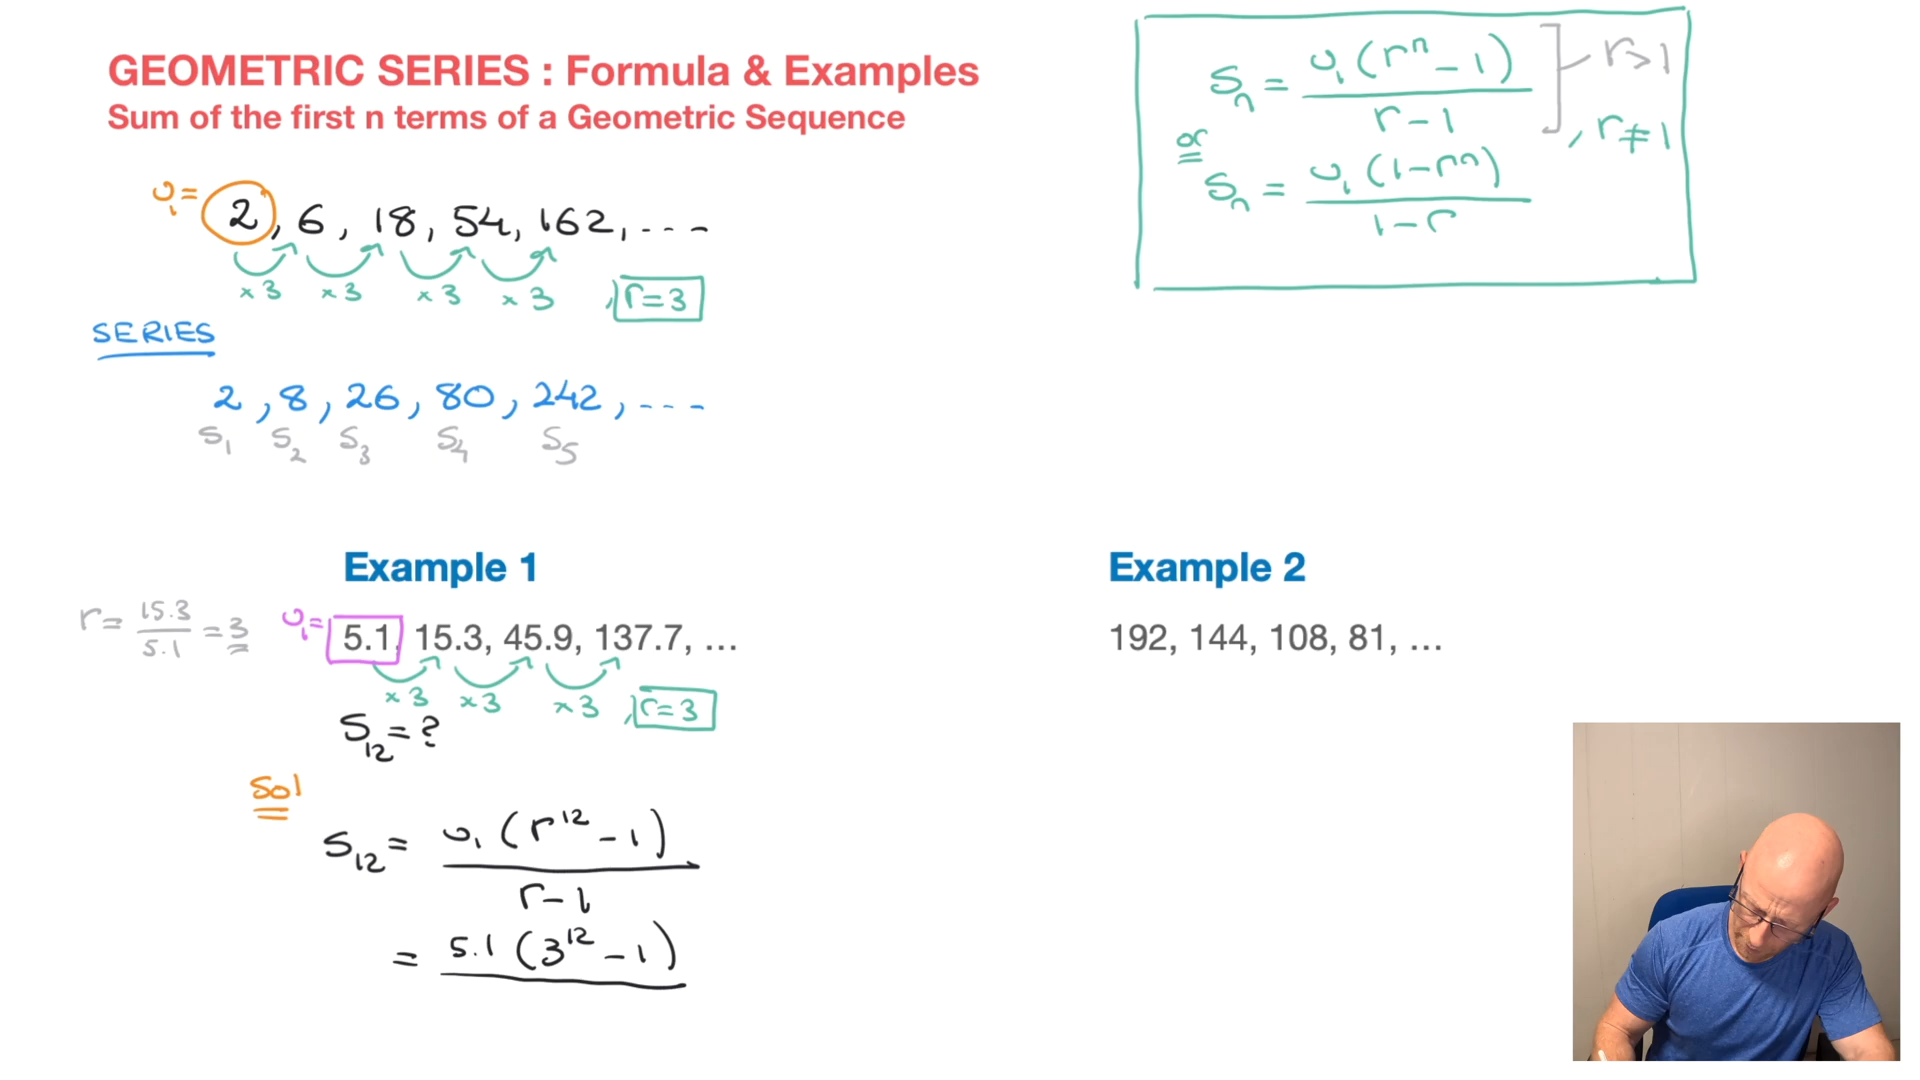 GEOMETRIC SERIES : Formula & Examples
Sum of the first n terms of a Geometric Sequence
u₁= 2, 6, 18, 54, 162, ...
×3 ×3 ×3 ×3 , r=3
SERIES
2, 8, 26, 80, 242, ...
S₁ S₂ S₃ S₄ S₅
Sₙ = u₁(rⁿ-1) / r-1 r>1
or , r≠1
Sₙ = u₁(1-rⁿ) / 1-r
Example 1
r= 15.3 / 5.1 = 3 u₁= 5.1, 15.3, 45.9, 137.7, ...
×3 ×3 ×3 , r=3
S₁₂=?
Sol
S₁₂= u₁(r¹²-1) / r-1
= 5.1(3¹²-1)
Example 2
192, 144, 108, 81, ...